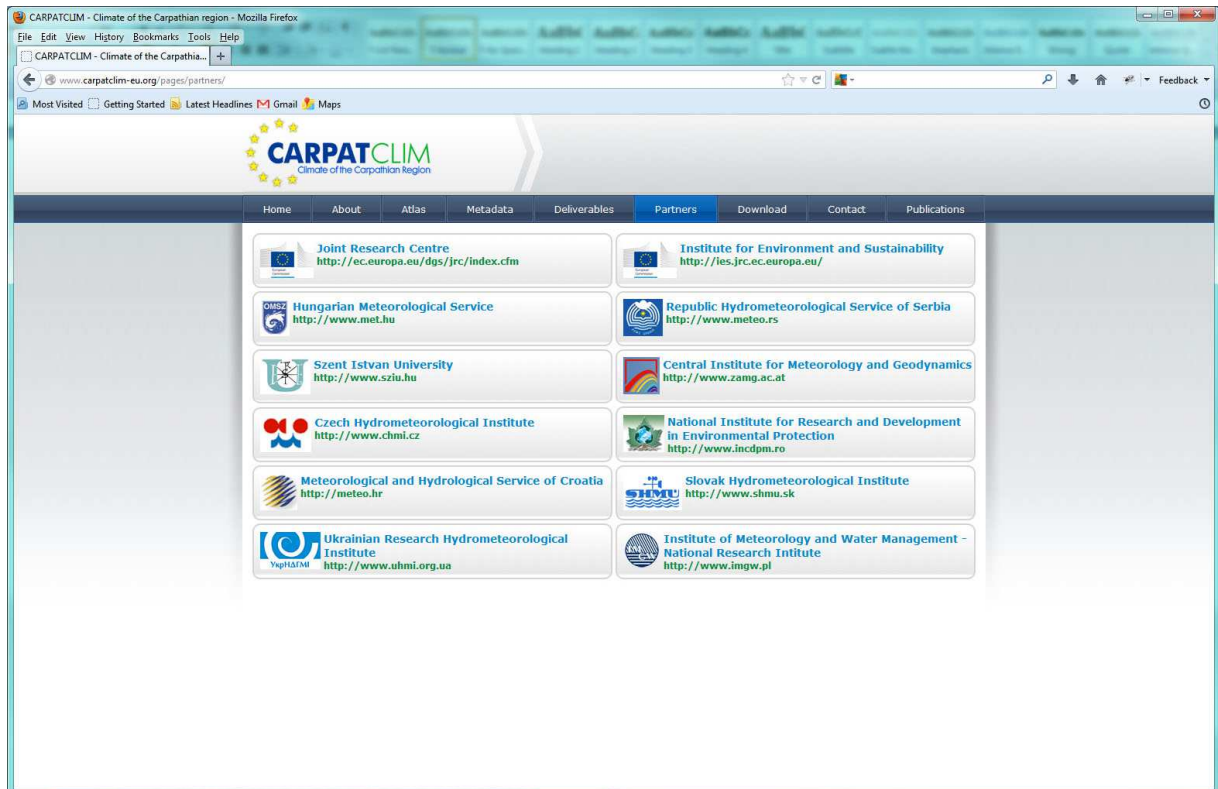 CARPATCLIM - Climate of the Carpathian region - Mozilla Firefox
File Edit View History Bookmarks Tools Help
CARPATCLIM - Climate of the Carpathia... +
www.carpatclim-eu.org/pages/partners/
Feedback
Most Visited Getting Started Latest Headlines Gmail Maps
CARPATCLIM
Climate of the Carpathian Region
Home About Atlas Metadata Deliverables Partners Download Contact Publications
Joint Research Centre
http://ec.europa.eu/dgs/jrc/index.cfm
Institute for Environment and Sustainability
http://ies.jrc.ec.europa.eu/
OMSZ
Hungarian Meteorological Service
http://www.met.hu
Republic Hydrometeorological Service of Serbia
http://www.meteo.rs
Szent Istvan University
http://www.sziu.hu
Central Institute for Meteorology and Geodynamics
http://www.zamg.ac.at
Czech Hydrometeorological Institute
http://www.chmi.cz
National Institute for Research and Development
in Environmental Protection
http://www.incdpm.ro
Meteorological and Hydrological Service of Croatia
http://meteo.hr
SHMU
Slovak Hydrometeorological Institute
http://www.shmu.sk
УкрНДГМІ
Ukrainian Research Hydrometeorological
Institute
http://www.uhmi.org.ua
Institute of Meteorology and Water Management -
National Research Intitute
http://www.imgw.pl